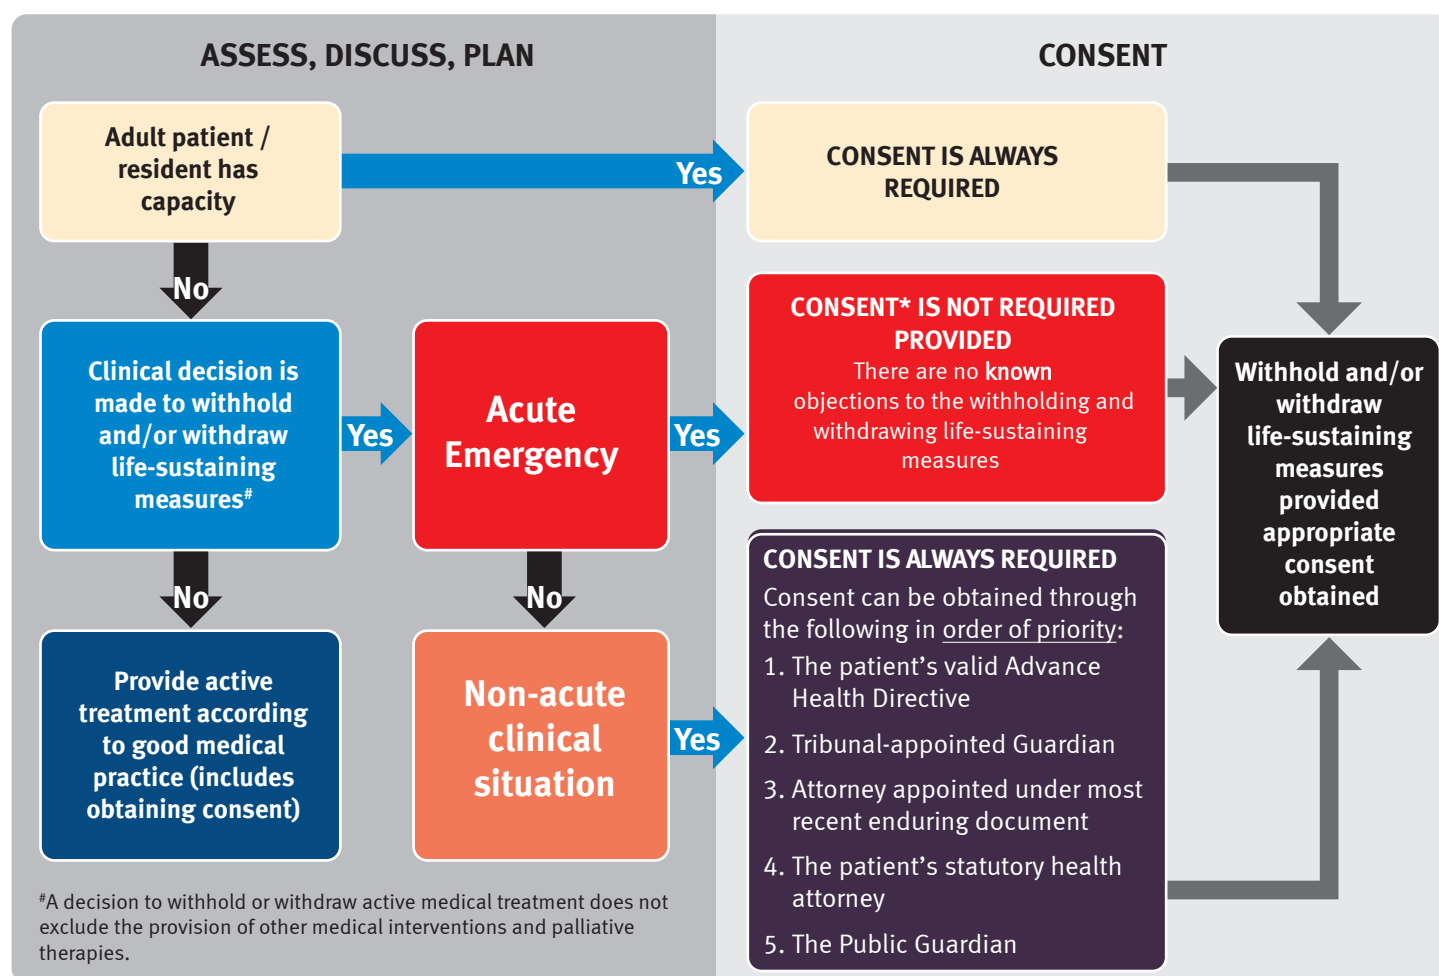 ASSESS, DISCUSS, PLAN
CONSENT
Adult patient /
resident has
capacity
Yes
CONSENT IS ALWAYS
REQUIRED
No
Clinical decision is
made to withhold
and/or withdraw
life-sustaining
measures#
Yes
Acute
Emergency
Yes
CONSENT* IS NOT REQUIRED
PROVIDED
There are no known
objections to the withholding and
withdrawing life-sustaining
measures
Withhold and/or
withdraw
life-sustaining
measures
provided
appropriate
consent
obtained
No
No
Provide active
treatment according
to good medical
practice (includes
obtaining consent)
Non-acute
clinical
situation
Yes
CONSENT IS ALWAYS REQUIRED
Consent can be obtained through
the following in order of priority:
1. The patient’s valid Advance
Health Directive
2. Tribunal-appointed Guardian
3. Attorney appointed under most
recent enduring document
4. The patient’s statutory health
attorney
5. The Public Guardian
#A decision to withhold or withdraw active medical treatment does not
exclude the provision of other medical interventions and palliative
therapies.